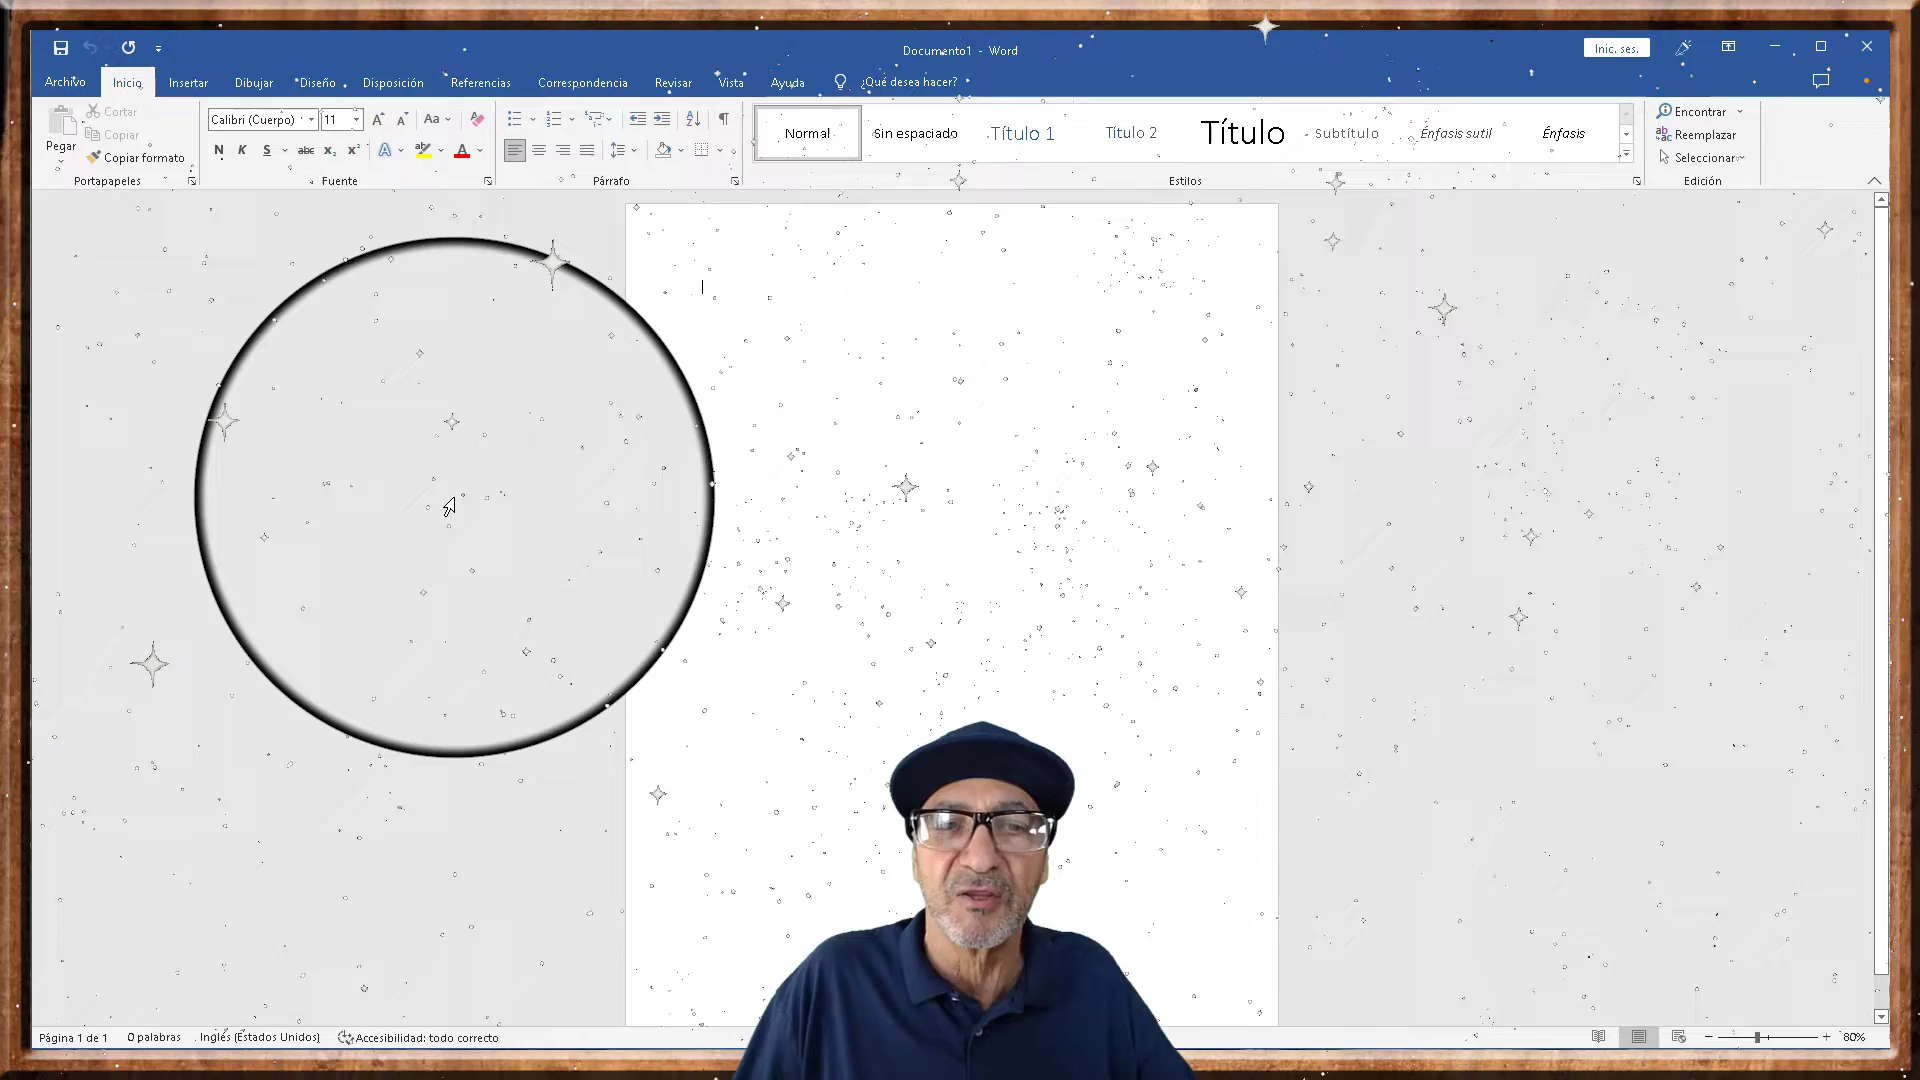 Documento1 - Word
Inic. ses.
Archivo Inicio Insertar Dibujar Diseño Disposición Referencias Correspondencia Revisar Vista Ayuda ¿Qué desea hacer?
Pegar
Cortar
Copiar
Copiar formato
Portapapeles
Calibri (Cuerpo) 11
Aa
N K S abc x₂ x² A A
Fuente
Párrafo
Normal Sin espaciado Título 1 Título 2 Título Subtítulo Énfasis sutil Énfasis
Estilos
Encontrar
Reemplazar
Seleccionar
Edición
Página 1 de 1 0 palabras Inglés (Estados Unidos) Accesibilidad: todo correcto 80%